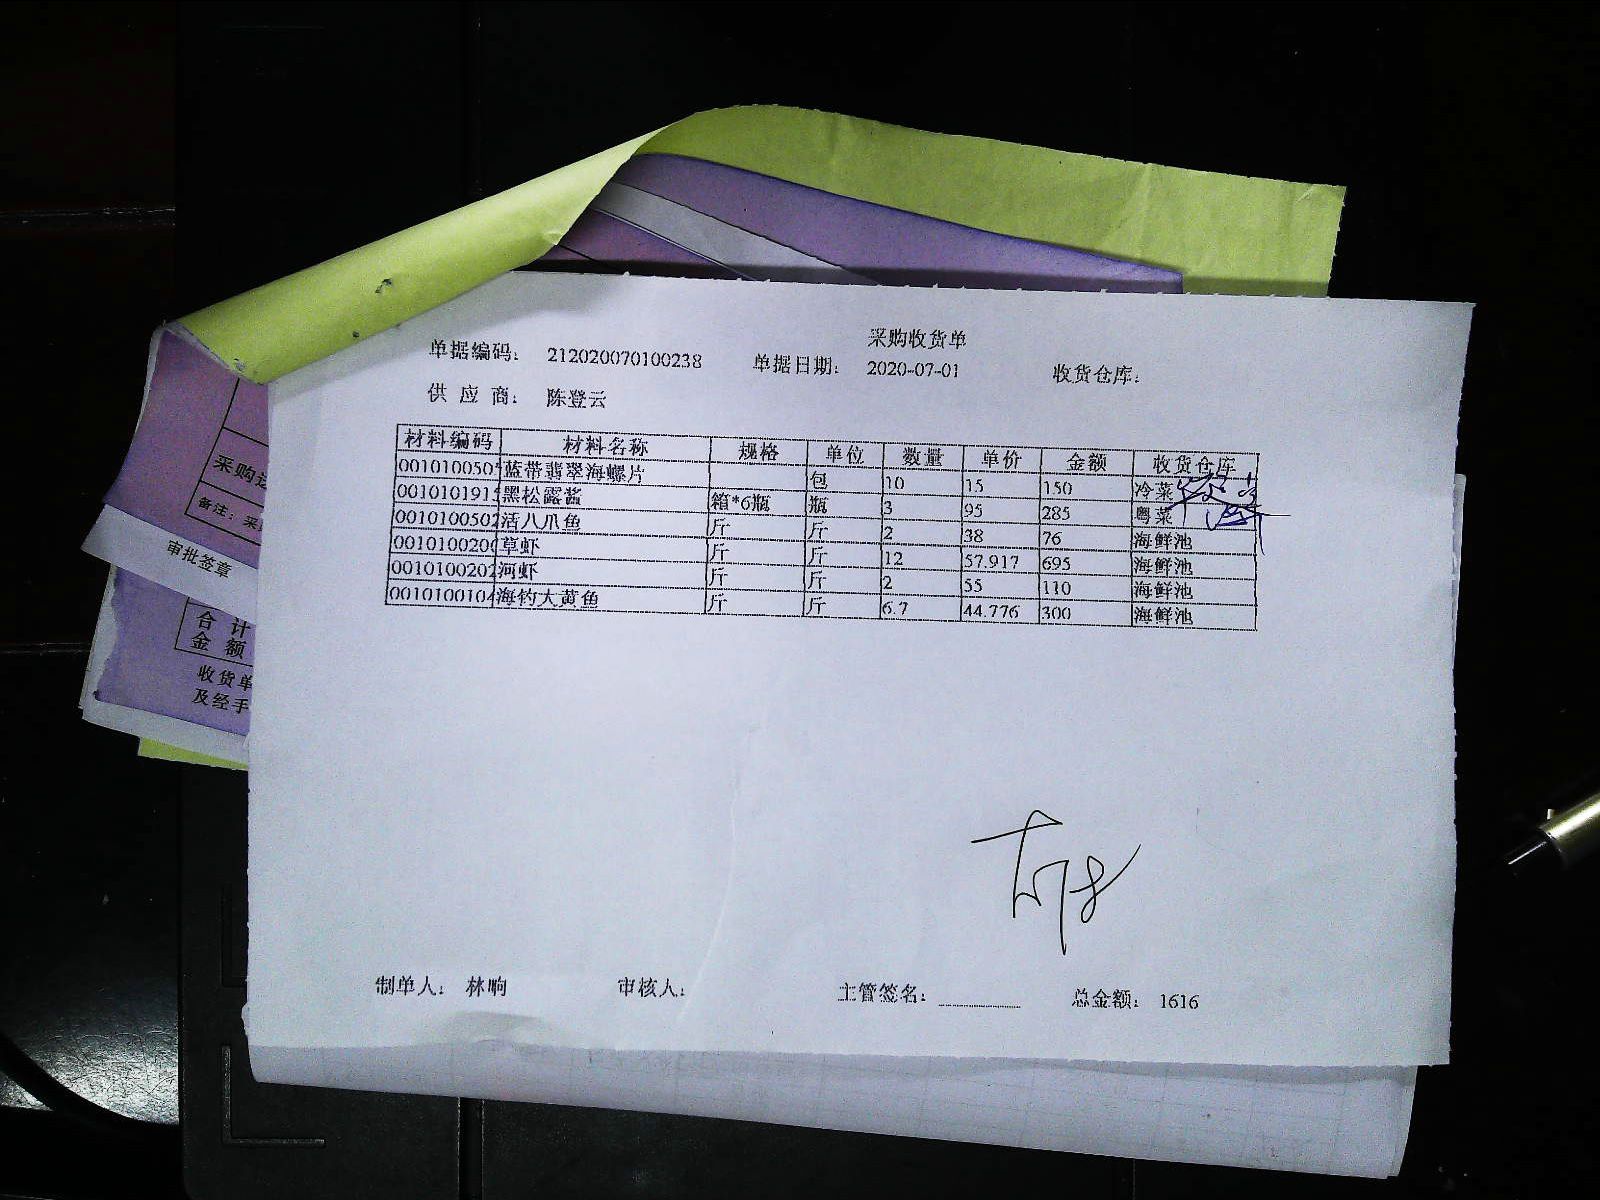 采购收货单
单据编码： 212020070100238 单据日期： 2020-07-01 收货仓库：
供 应 商： 陈登云
材料编码 材料名称 规格 单位 数量 单价 金额 收货仓库
0010100505 蓝带翡翠海螺片 包 10 15 150 冷菜
0010101915 黑松露酱 箱*6瓶 瓶 3 95 285 粤菜
0010100502 活八爪鱼 斤 斤 2 38 76 海鲜池
001010020 草虾 斤 斤 12 57.917 695 海鲜池
0010100202 河虾 斤 斤 2 55 110 海鲜池
0010100104 海钓大黄鱼 斤 斤 6.7 44.776 300 海鲜池
制单人： 林晌 审核人： 主管签名： 总金额： 1616
采购
备注：采
审批签章
合 计
金 额
收货单
及经手